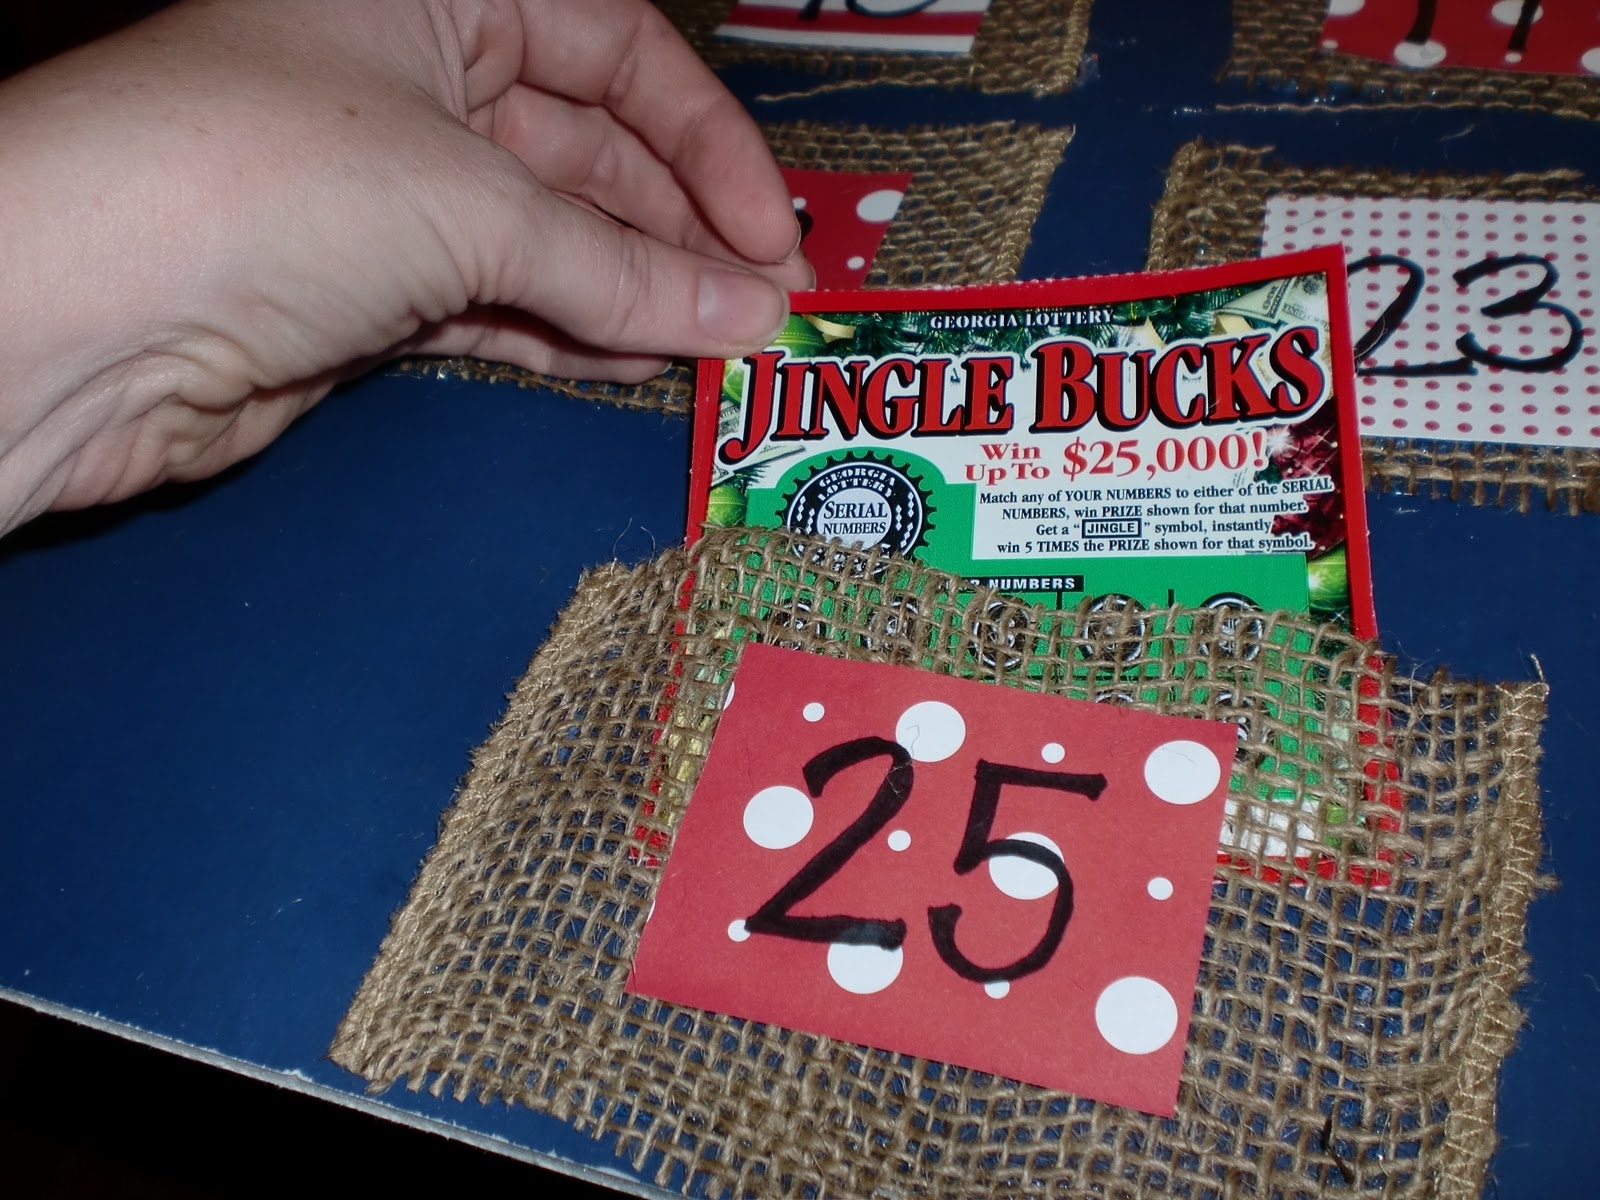 23
GEORGIA LOTTERY
JINGLE BUCKS
Win
Up To $25,000!
Match any of YOUR NUMBERS to either of the SERIAL
NUMBERS, win PRIZE shown for that number.
Get a "JINGLE" symbol, instantly
win 5 TIMES the PRIZE shown for that symbol.
GEORGIA
LOTTERY
SERIAL
NUMBERS
NUMBERS
25